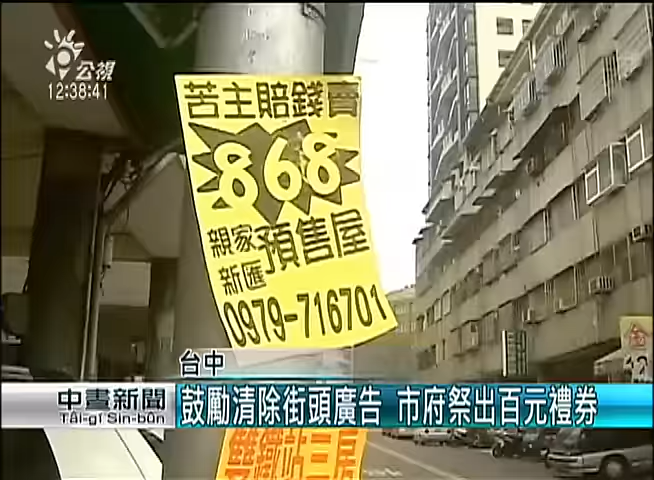 公視
12:38:41
苦主賠錢賣
868
親家
新匯
預售屋
0979-716701
台中
中晝新聞
Tâi-gí Sin-bûn
鼓勵清除街頭廣告 市府祭出百元禮券